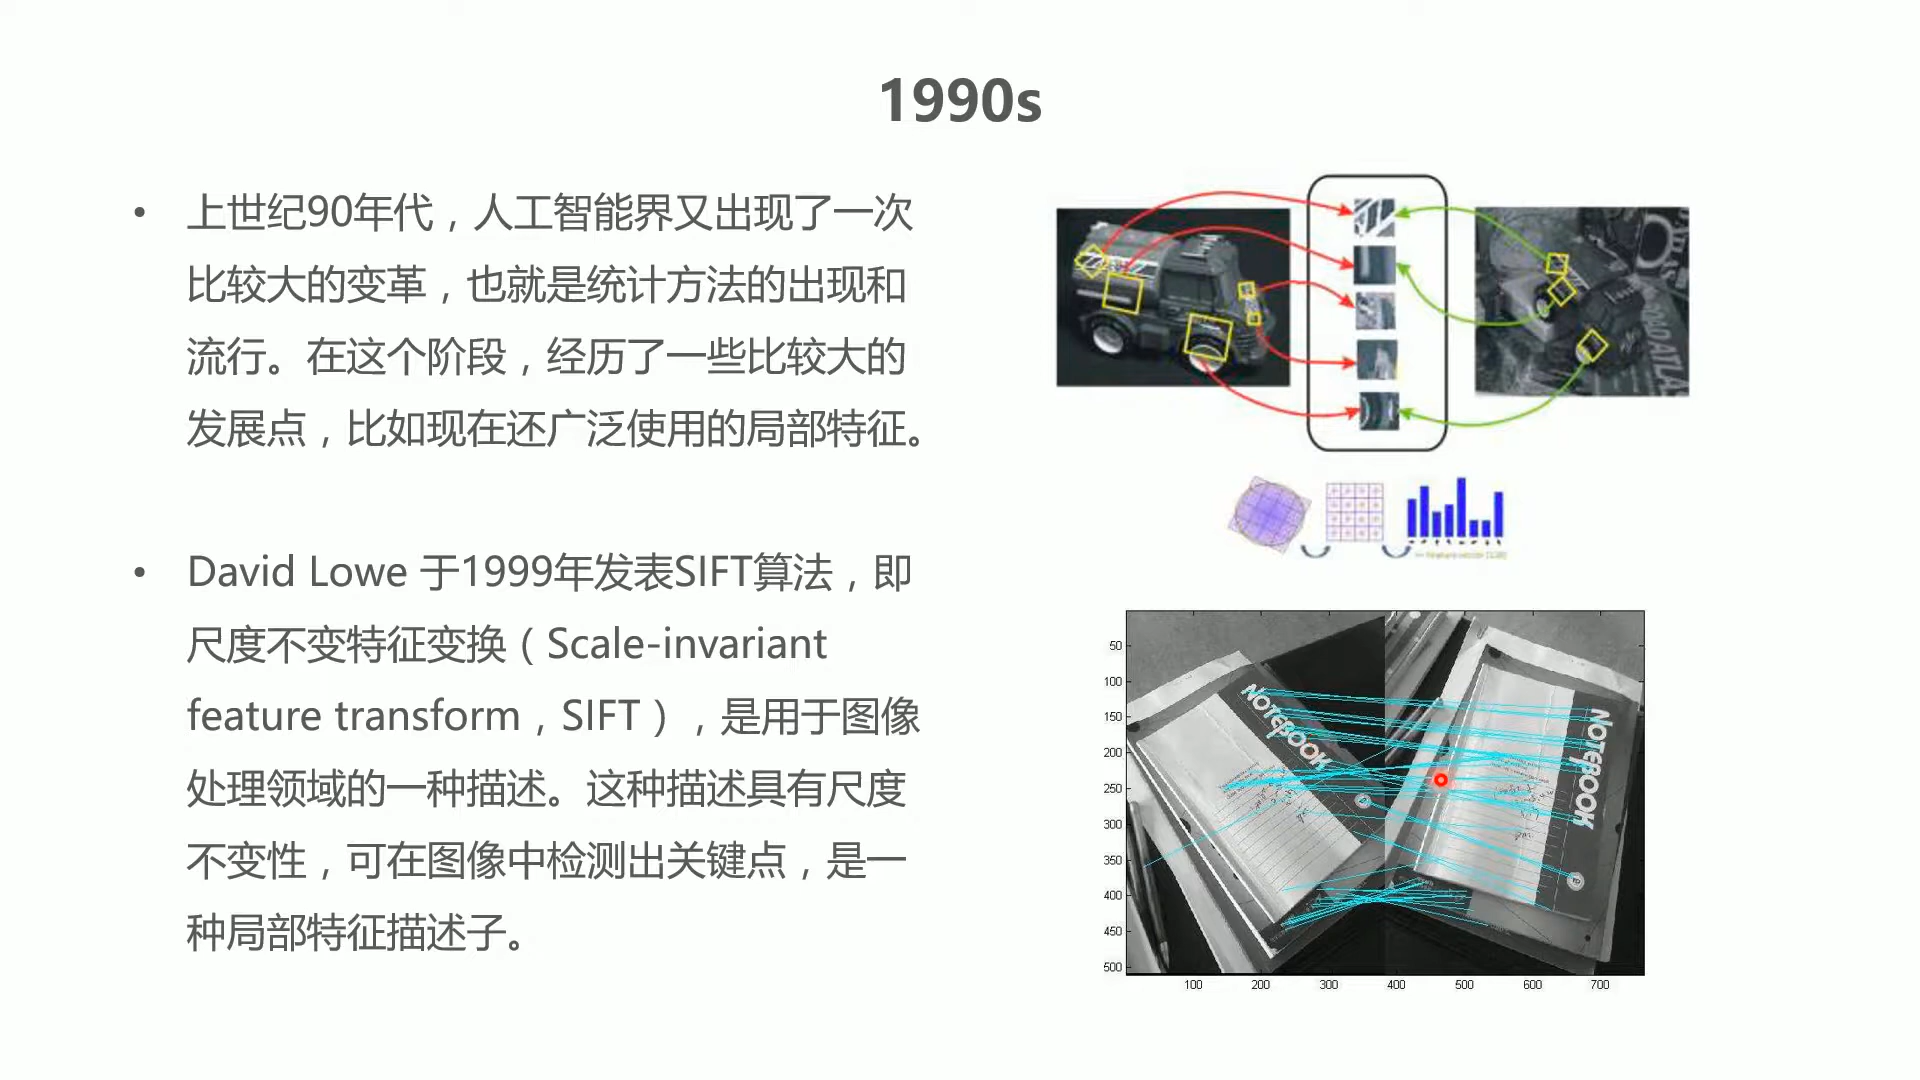 1990s
• 上世纪90年代，人工智能界又出现了一次
比较大的变革，也就是统计方法的出现和
流行。在这个阶段，经历了一些比较大的
发展点，比如现在还广泛使用的局部特征。
• David Lowe 于1999年发表SIFT算法，即
尺度不变特征变换（Scale-invariant
feature transform，SIFT），是用于图像
处理领域的一种描述。这种描述具有尺度
不变性，可在图像中检测出关键点，是一
种局部特征描述子。
NOTEBOOK
NOTEBOOK
50
100
150
200
250
300
350
400
450
500
100 200 300 400 500 600 700